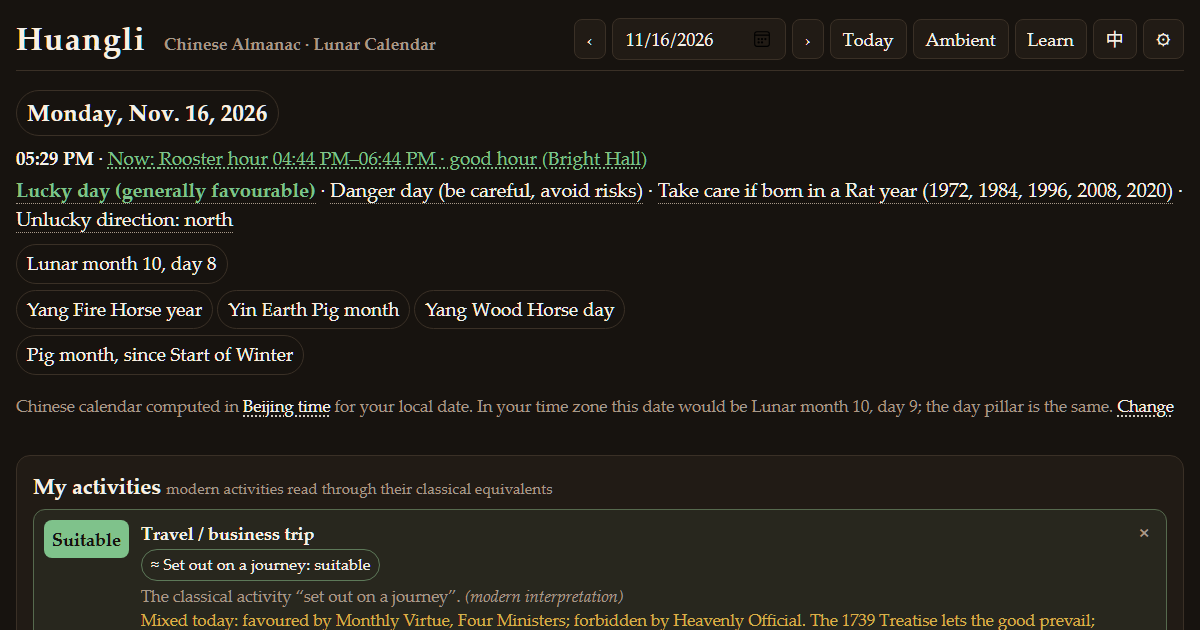 Huangli Chinese Almanac · Lunar Calendar ‹ 11/16/2026 › Today Ambient Learn 中 ⚙
Monday, Nov. 16, 2026
05:29 PM · Now: Rooster hour 04:44 PM–06:44 PM · good hour (Bright Hall)
Lucky day (generally favourable) · Danger day (be careful, avoid risks) · Take care if born in a Rat year (1972, 1984, 1996, 2008, 2020) ·
Unlucky direction: north
Lunar month 10, day 8
Yang Fire Horse year Yin Earth Pig month Yang Wood Horse day
Pig month, since Start of Winter
Chinese calendar computed in Beijing time for your local date. In your time zone this date would be Lunar month 10, day 9; the day pillar is the same. Change
My activities modern activities read through their classical equivalents
Suitable Travel / business trip ×
≈ Set out on a journey: suitable
The classical activity “set out on a journey”. (modern interpretation)
Mixed today: favoured by Monthly Virtue, Four Ministers; forbidden by Heavenly Official. The 1739 Treatise lets the good prevail;